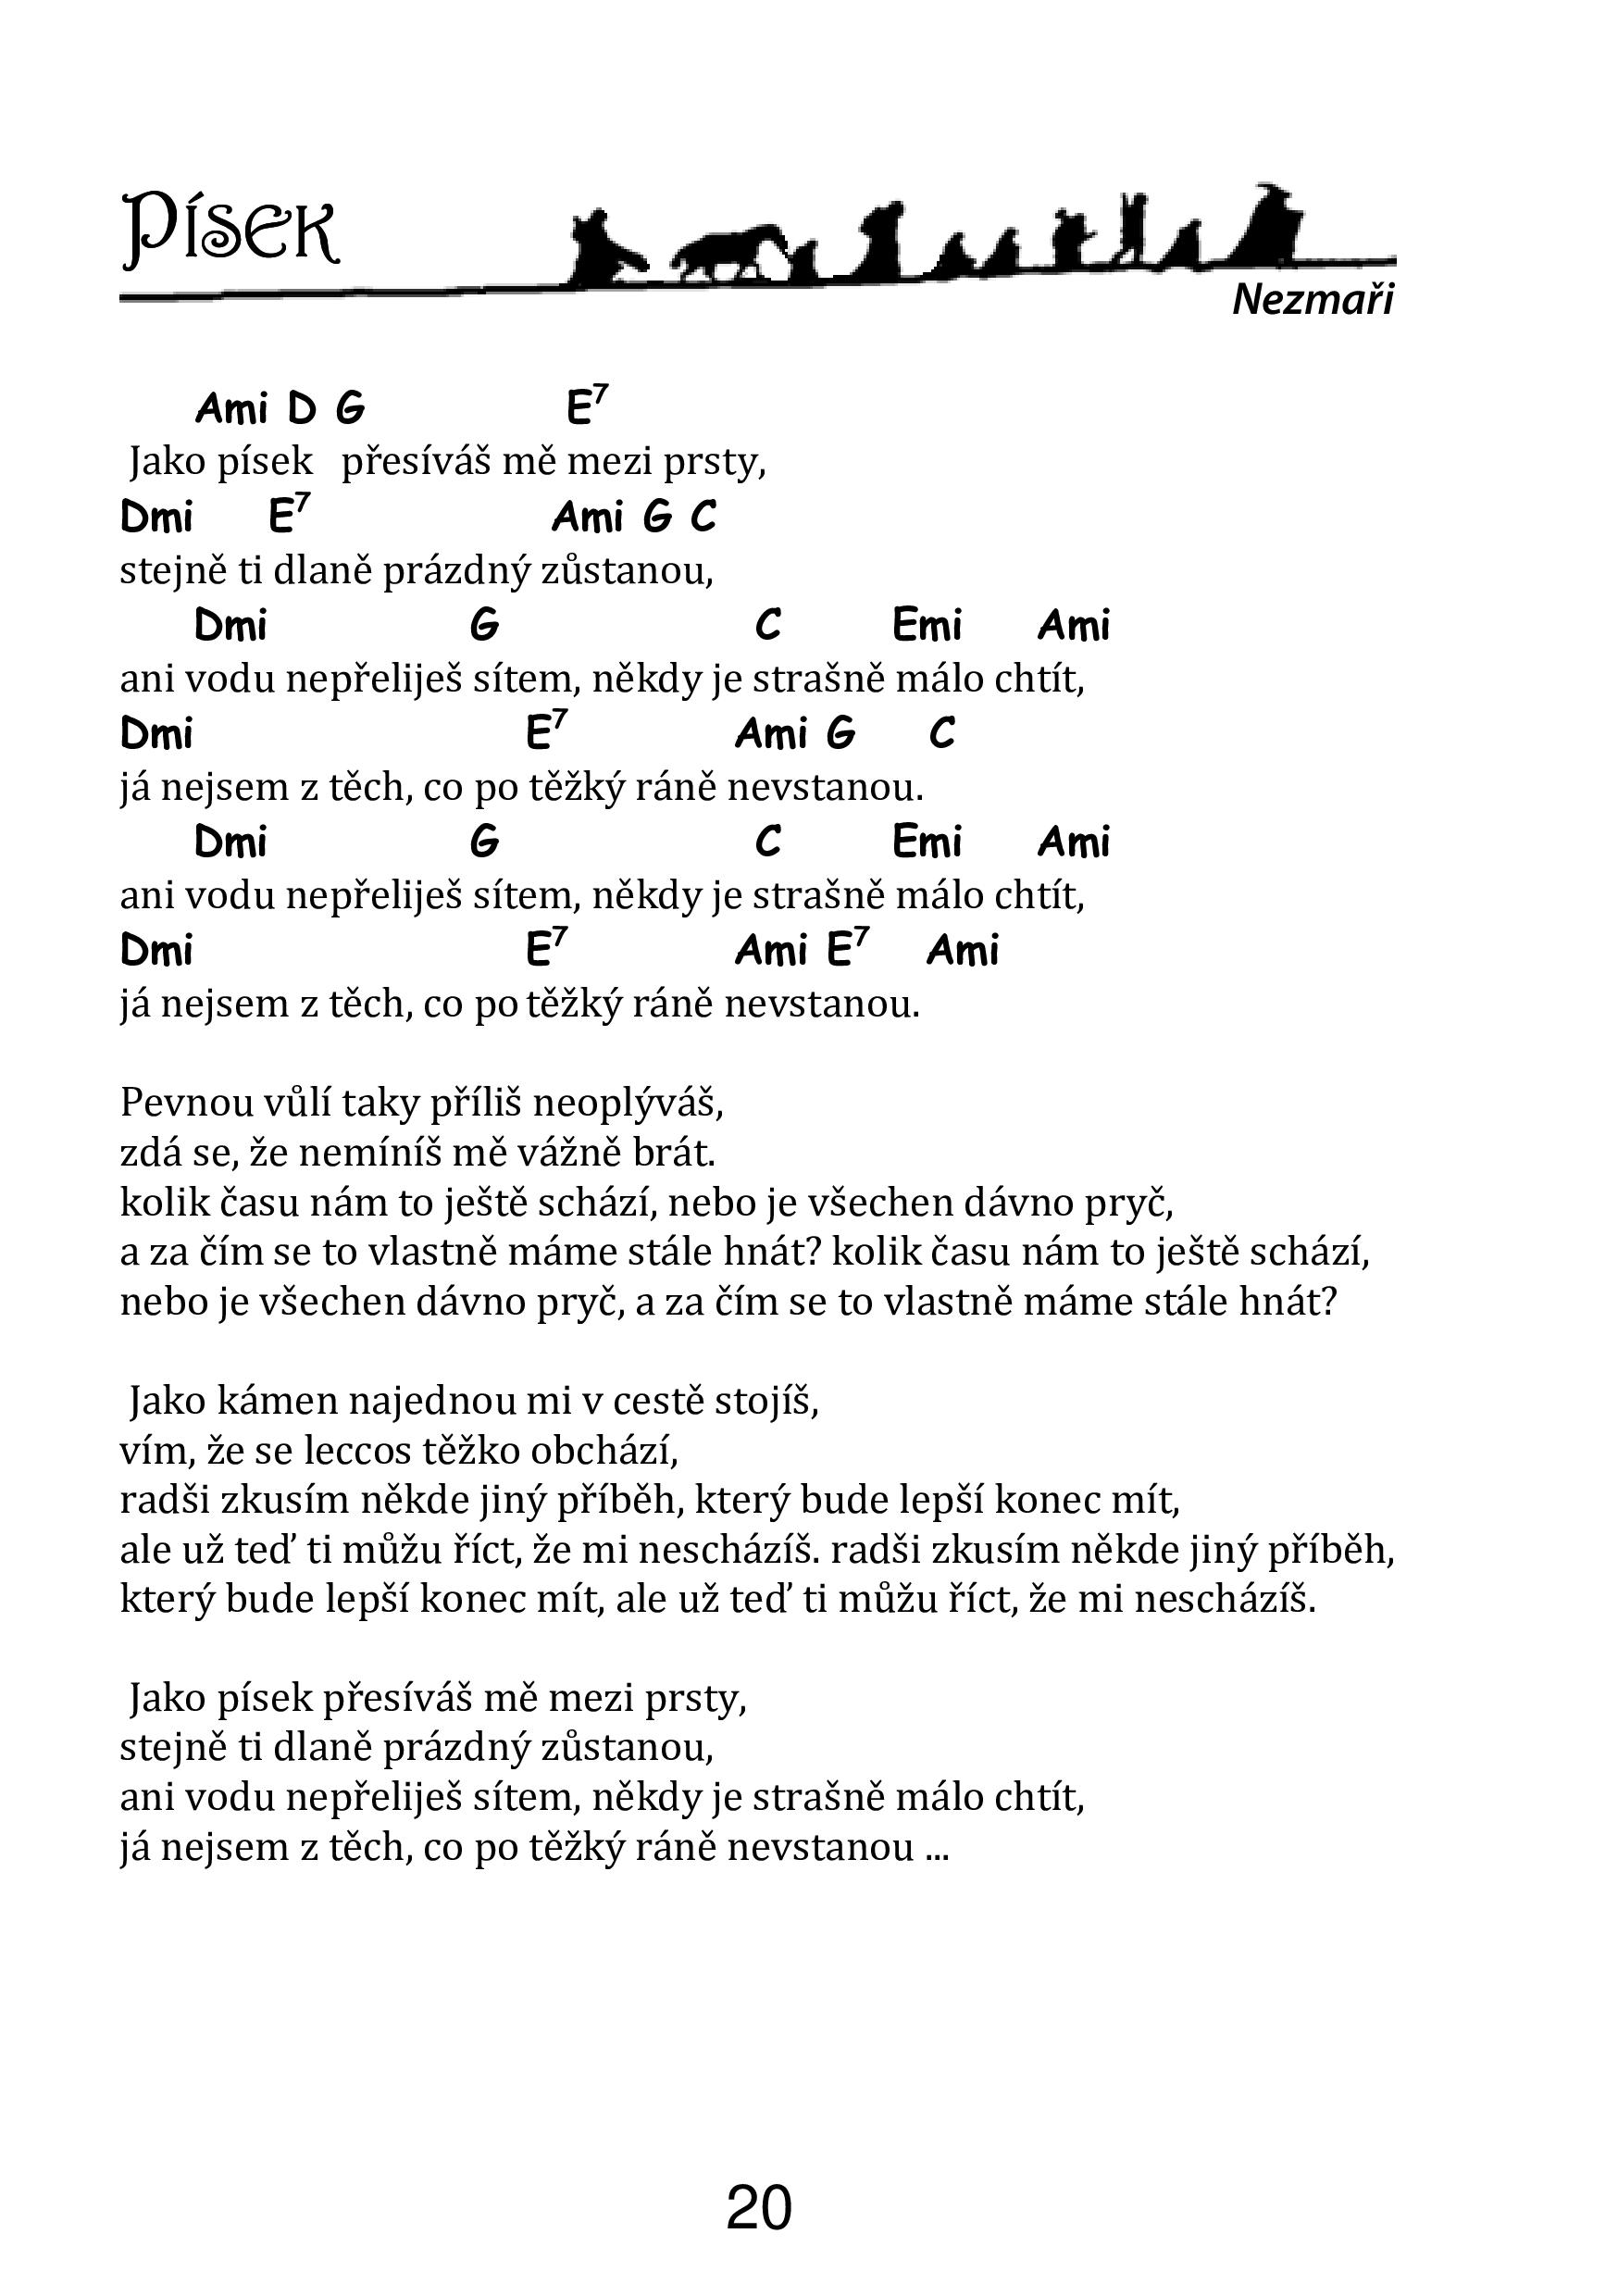 Písek
Nezmaři
Ami D G E7
Jako písek přesíváš mě mezi prsty,
Dmi E7 Ami G C
stejně ti dlaně prázdný zůstanou,
Dmi G C Emi Ami
ani vodu nepřeliješ sítem, někdy je strašně málo chtít,
Dmi E7 Ami G C
já nejsem z těch, co po těžký ráně nevstanou.
Dmi G C Emi Ami
ani vodu nepřeliješ sítem, někdy je strašně málo chtít,
Dmi E7 Ami E7 Ami
já nejsem z těch, co po těžký ráně nevstanou.
Pevnou vůlí taky příliš neoplýváš,
zdá se, že nemíníš mě vážně brát.
kolik času nám to ještě schází, nebo je všechen dávno pryč,
a za čím se to vlastně máme stále hnát? kolik času nám to ještě schází,
nebo je všechen dávno pryč, a za čím se to vlastně máme stále hnát?
Jako kámen najednou mi v cestě stojíš,
vím, že se leccos těžko obchází,
radši zkusím někde jiný příběh, který bude lepší konec mít,
ale už teď ti můžu říct, že mi nescházíš. radši zkusím někde jiný příběh,
který bude lepší konec mít, ale už teď ti můžu říct, že mi nescházíš.
Jako písek přesíváš mě mezi prsty,
stejně ti dlaně prázdný zůstanou,
ani vodu nepřeliješ sítem, někdy je strašně málo chtít,
já nejsem z těch, co po těžký ráně nevstanou ...
20